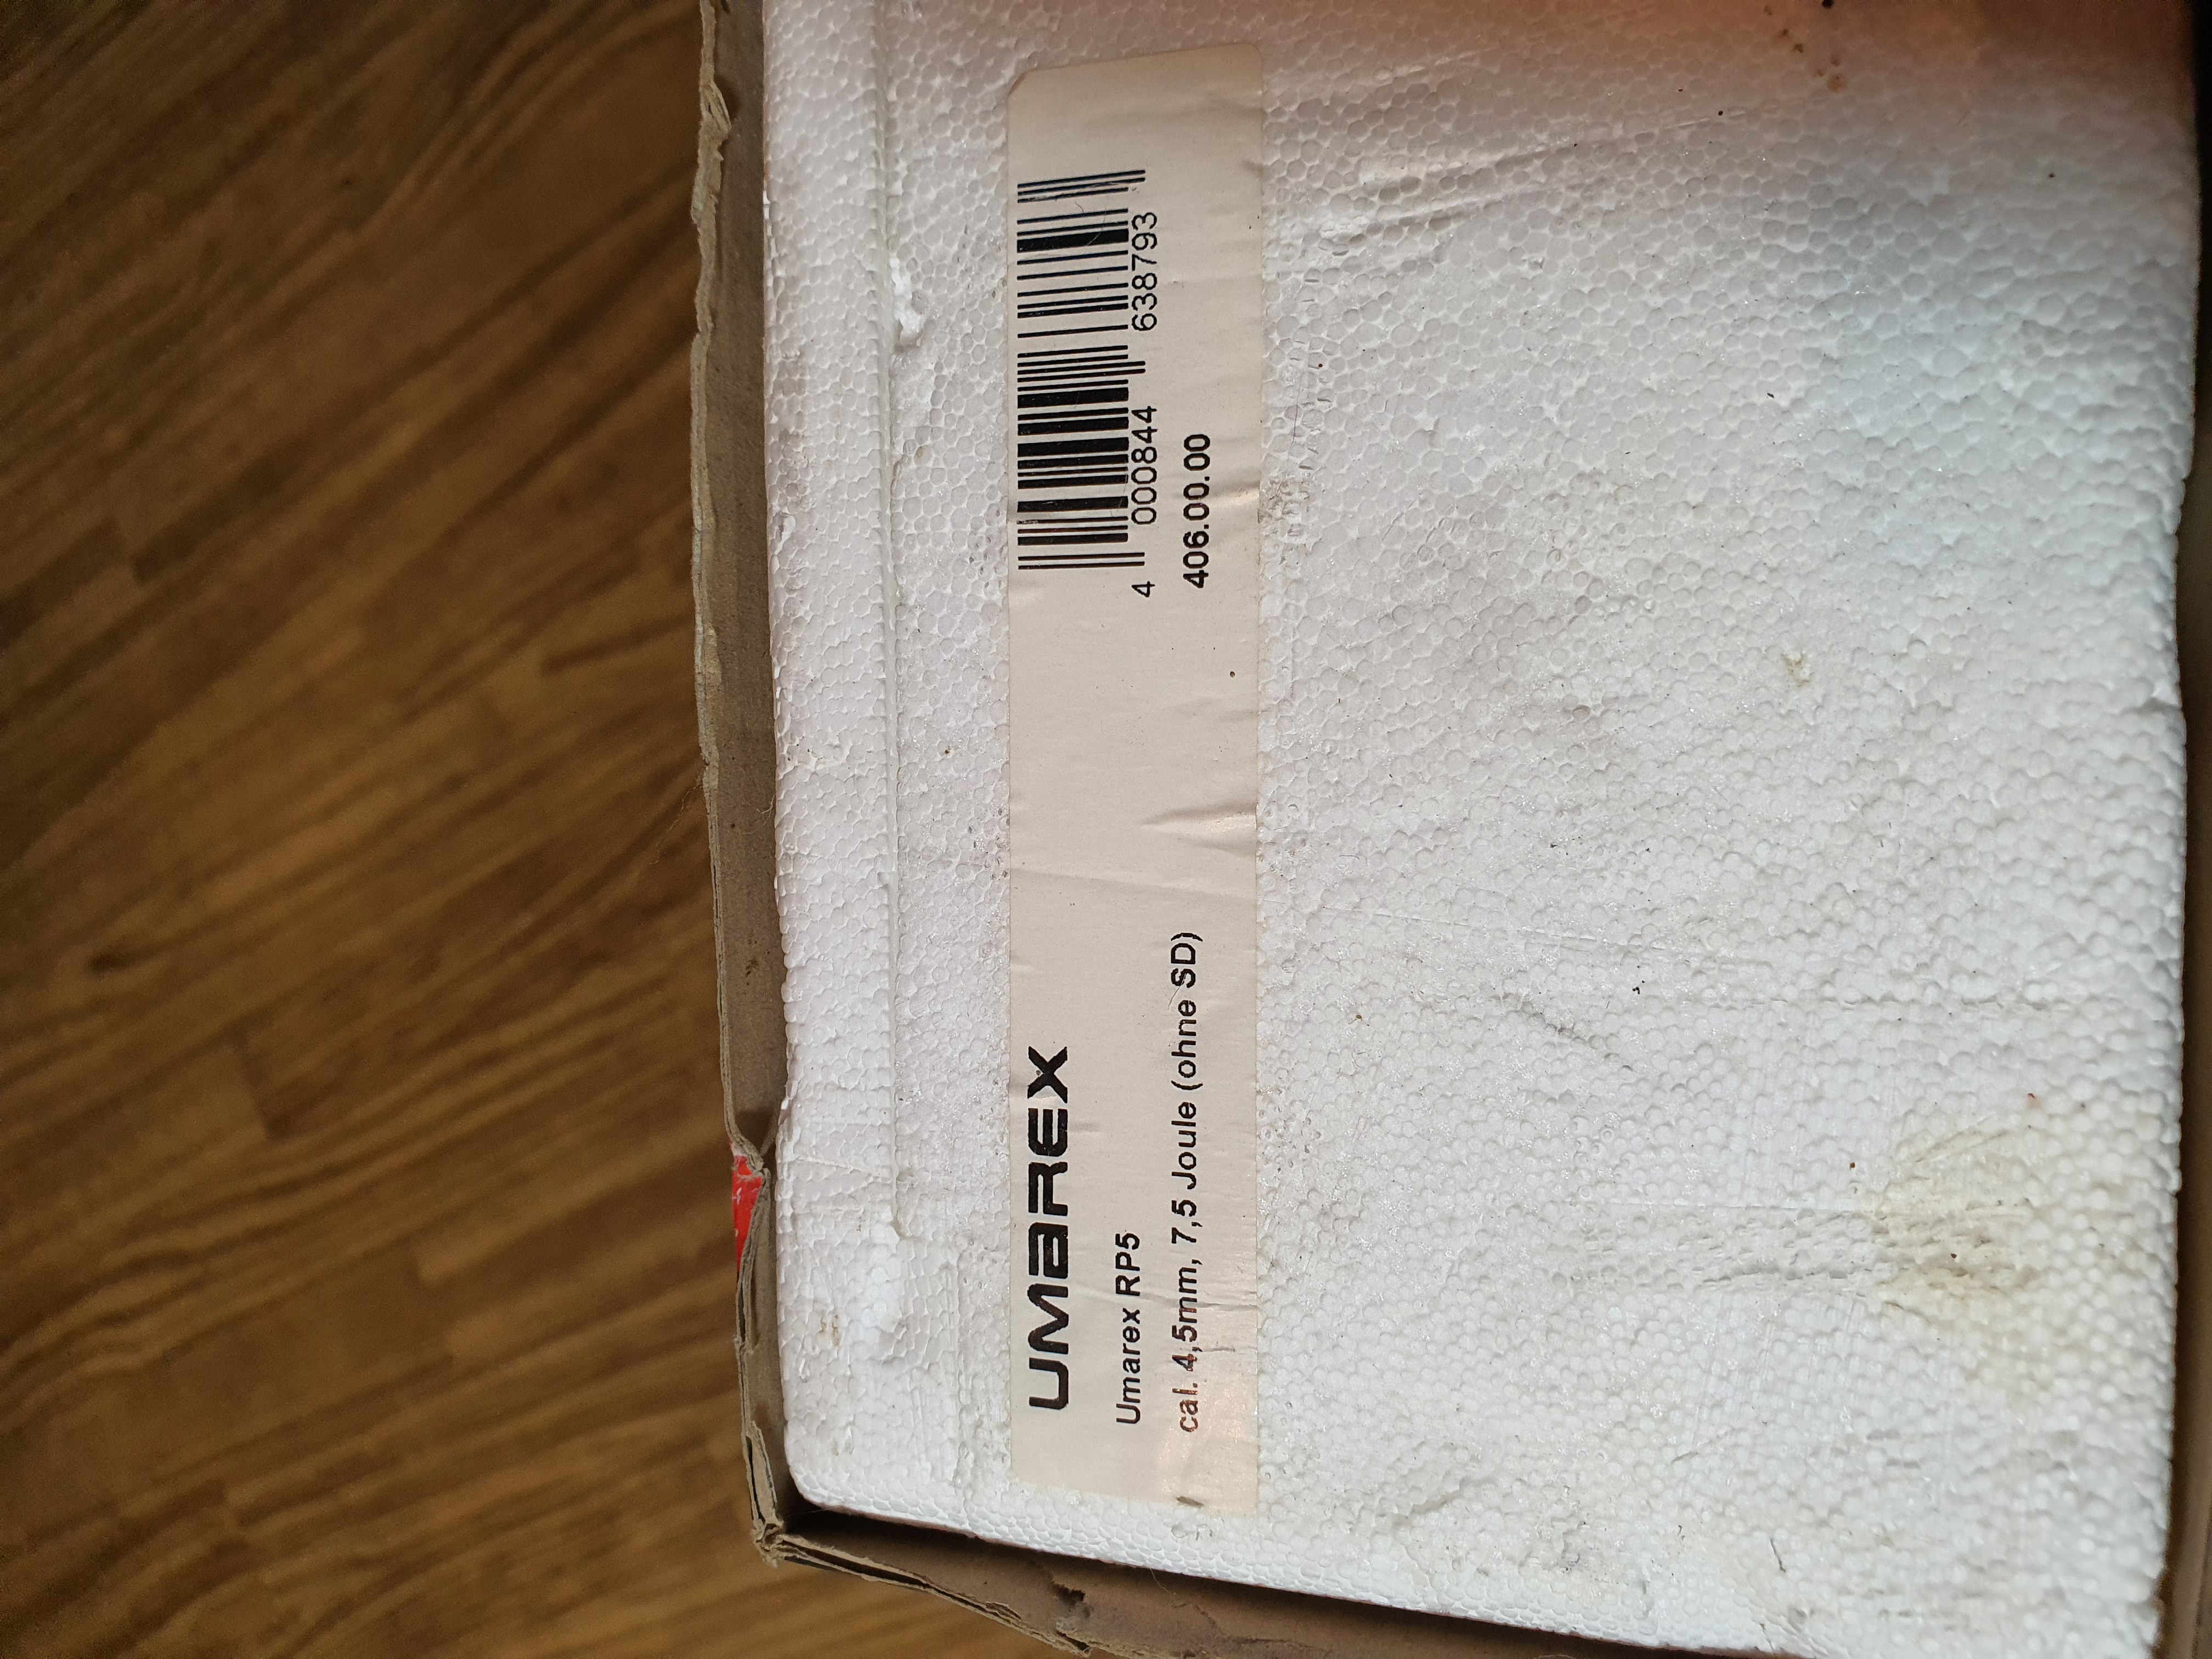 UMAREX
Umarex RP5
cal. 4,5mm, 7,5 Joule (ohne SD)
4 000844 638793
406.00.00